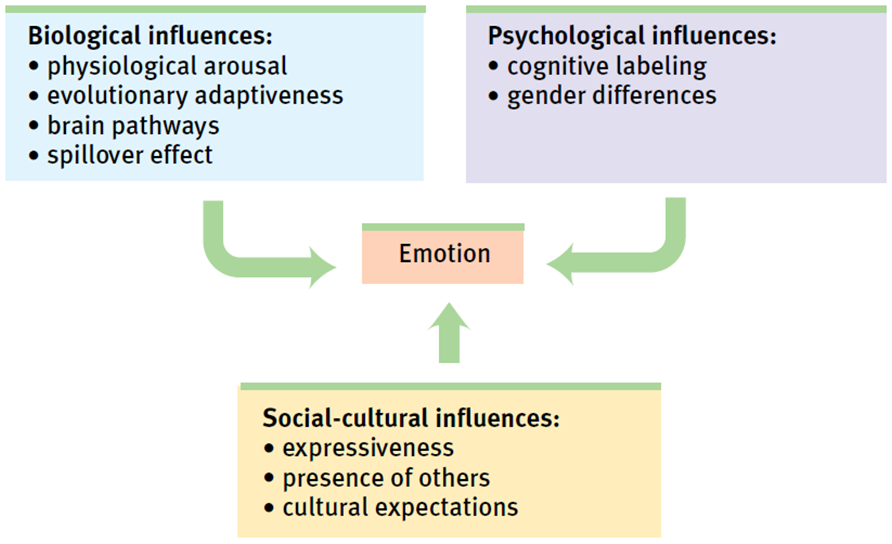 Biological influences:
• physiological arousal
• evolutionary adaptiveness
• brain pathways
• spillover effect
Psychological influences:
• cognitive labeling
• gender differences
Emotion
Social-cultural influences:
• expressiveness
• presence of others
• cultural expectations